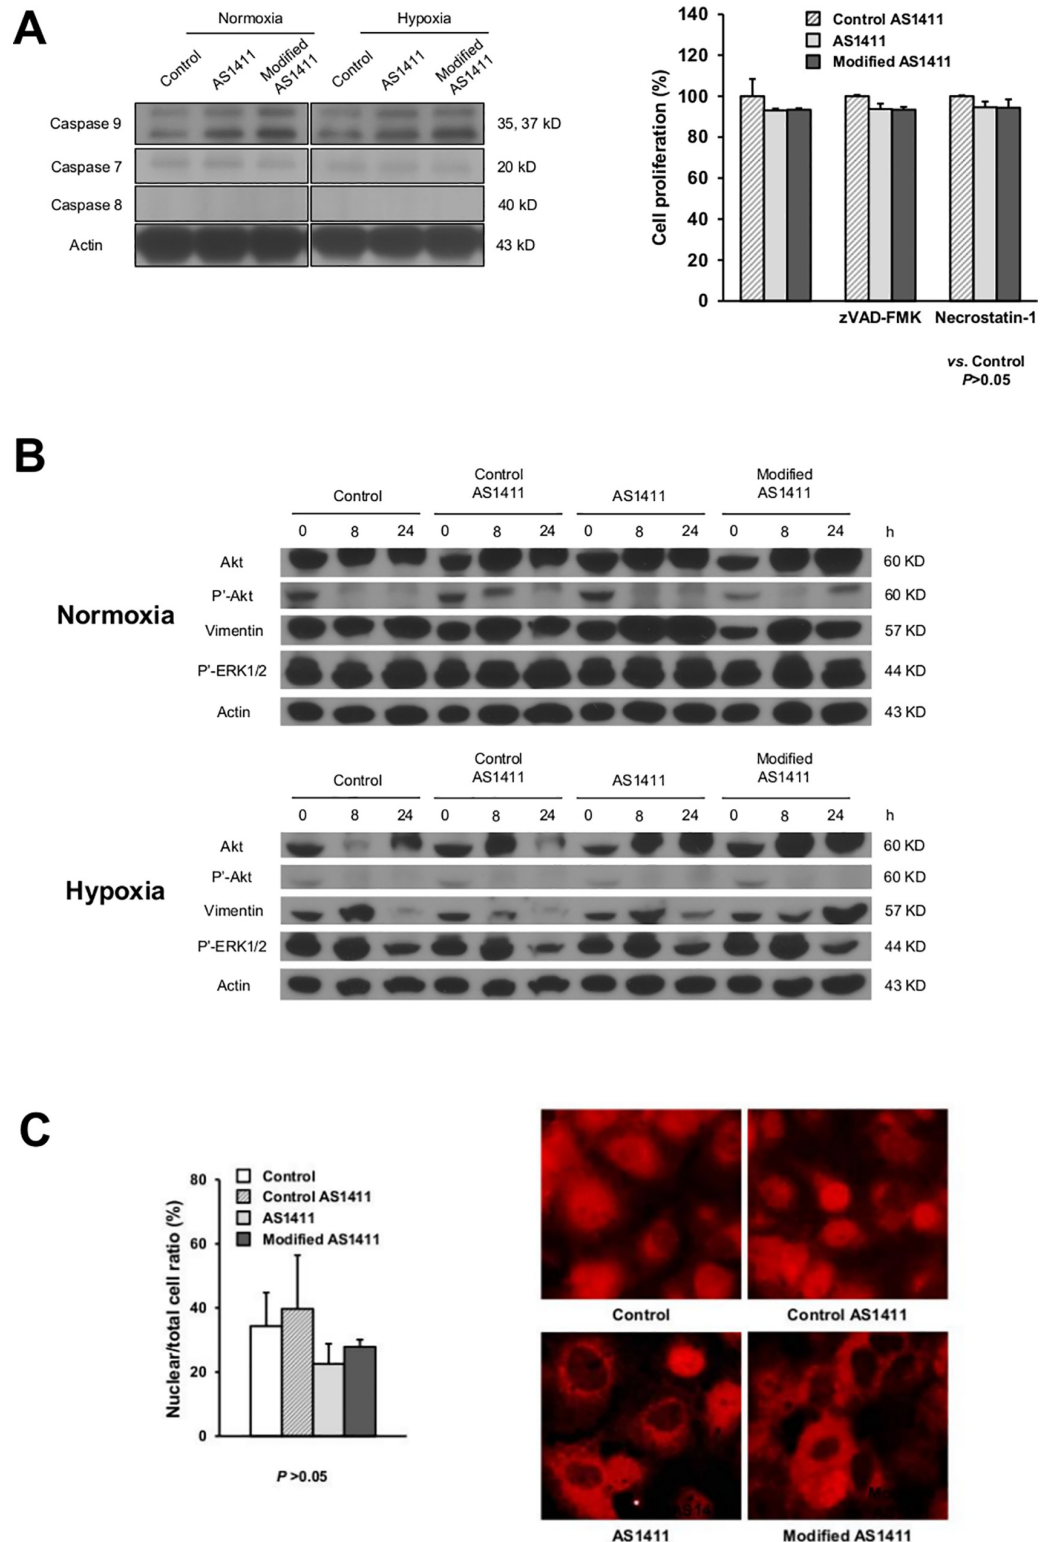 A
Normoxia
Hypoxia
Control
AS1411
Modified
AS1411
Control
AS1411
Modified
AS1411
Caspase 9
35, 37 kD
Caspase 7
20 kD
Caspase 8
40 kD
Actin
43 kD
140
120
100
80
60
40
20
0
Cell proliferation (%)
Control AS1411
AS1411
Modified AS1411
zVAD-FMK
Necrostatin-1
vs. Control
P>0.05
B
Control
Control
AS1411
AS1411
Modified
AS1411
0 8 24 0 8 24 0 8 24 0 8 24 h
Normoxia
Akt
60 KD
P'-Akt
60 KD
Vimentin
57 KD
P'-ERK1/2
44 KD
Actin
43 KD
Control
Control
AS1411
AS1411
Modified
AS1411
0 8 24 0 8 24 0 8 24 0 8 24 h
Hypoxia
Akt
60 KD
P'-Akt
60 KD
Vimentin
57 KD
P'-ERK1/2
44 KD
Actin
43 KD
C
Nuclear/total cell ratio (%)
80
60
40
20
0
Control
Control AS1411
AS1411
Modified AS1411
P >0.05
Control
Control AS1411
AS1411
Modified AS1411